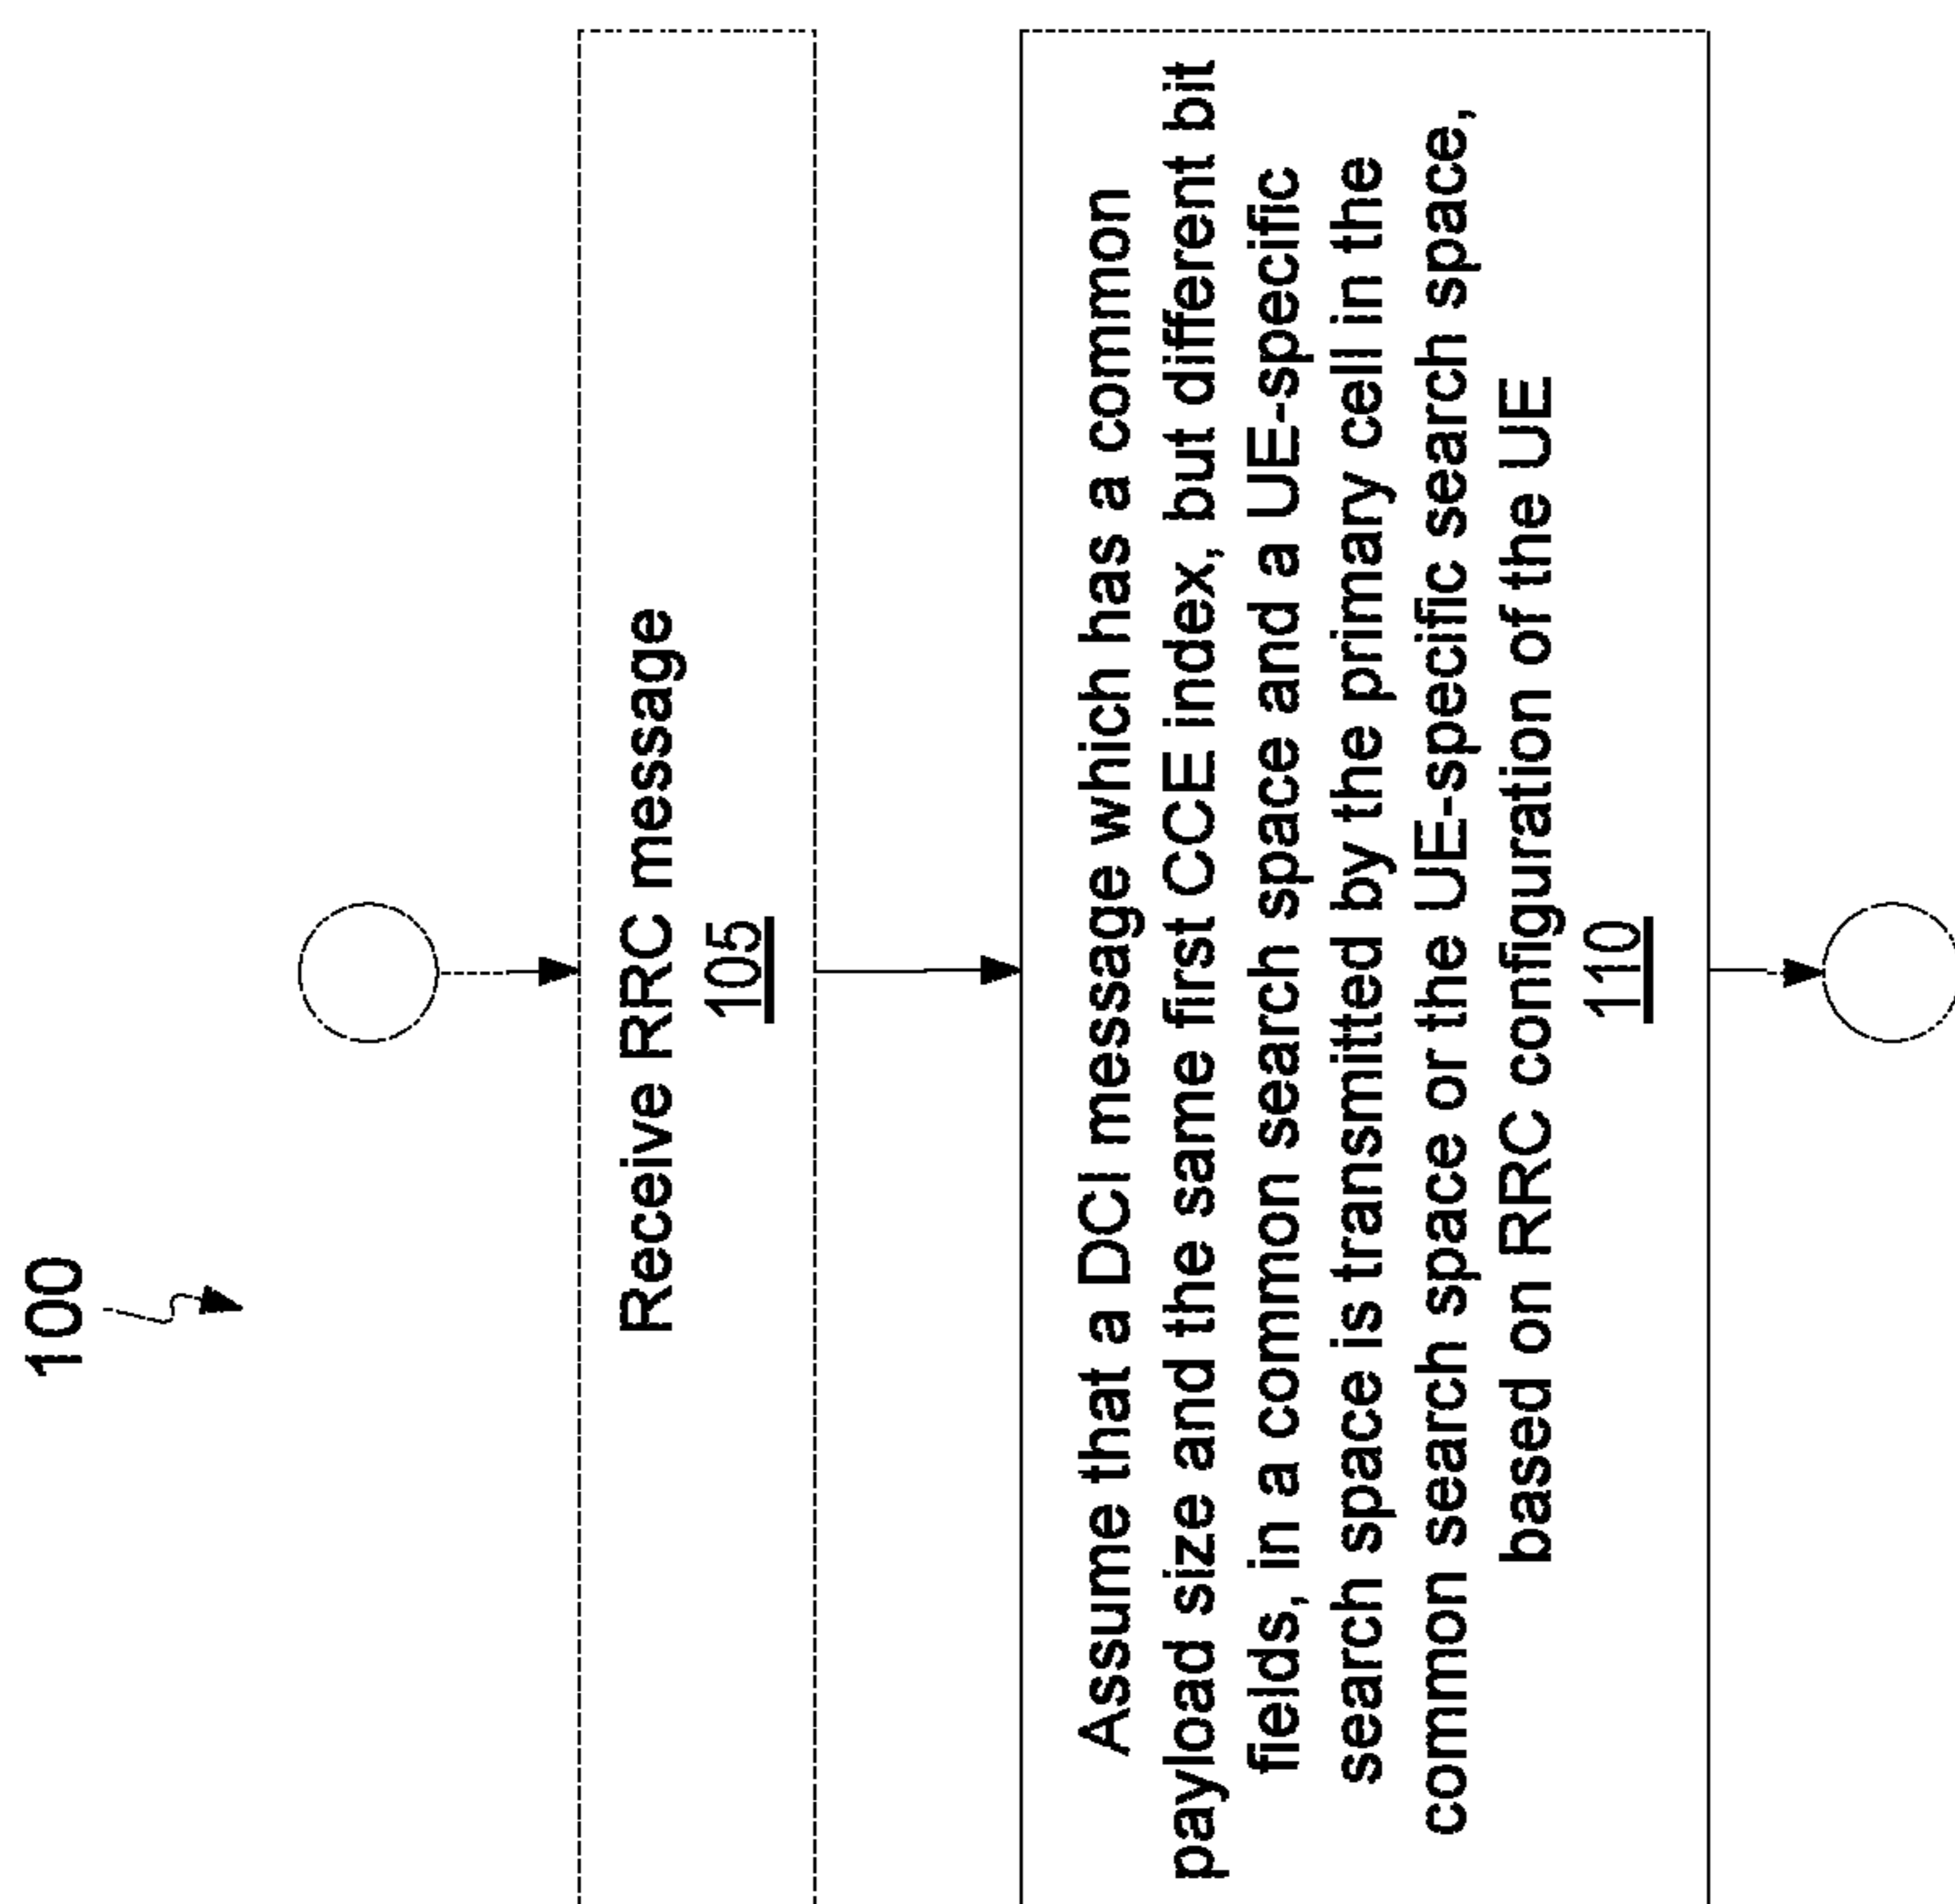 100
Receive RRC message
105
Assume that a DCI message which has a common
payload size and the same first CCE index, but different bit
fields, in a common search space and a UE-specific
search space is transmitted by the primary cell in the
common search space or the UE-specific search space,
based on RRC configuration of the UE
110